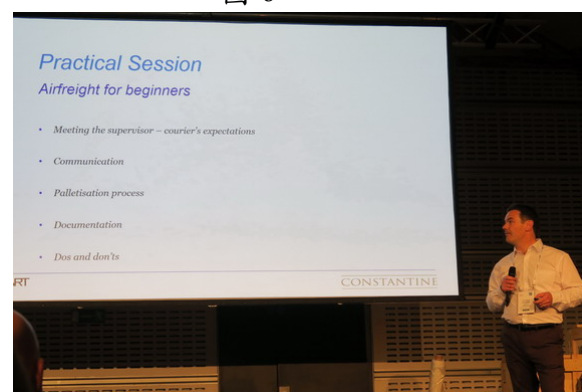 Practical Session
Airfreight for beginners
• Meeting the supervisor – courier's expectations
• Communication
• Palletisation process
• Documentation
• Dos and don'ts
ART
CONSTANTINE